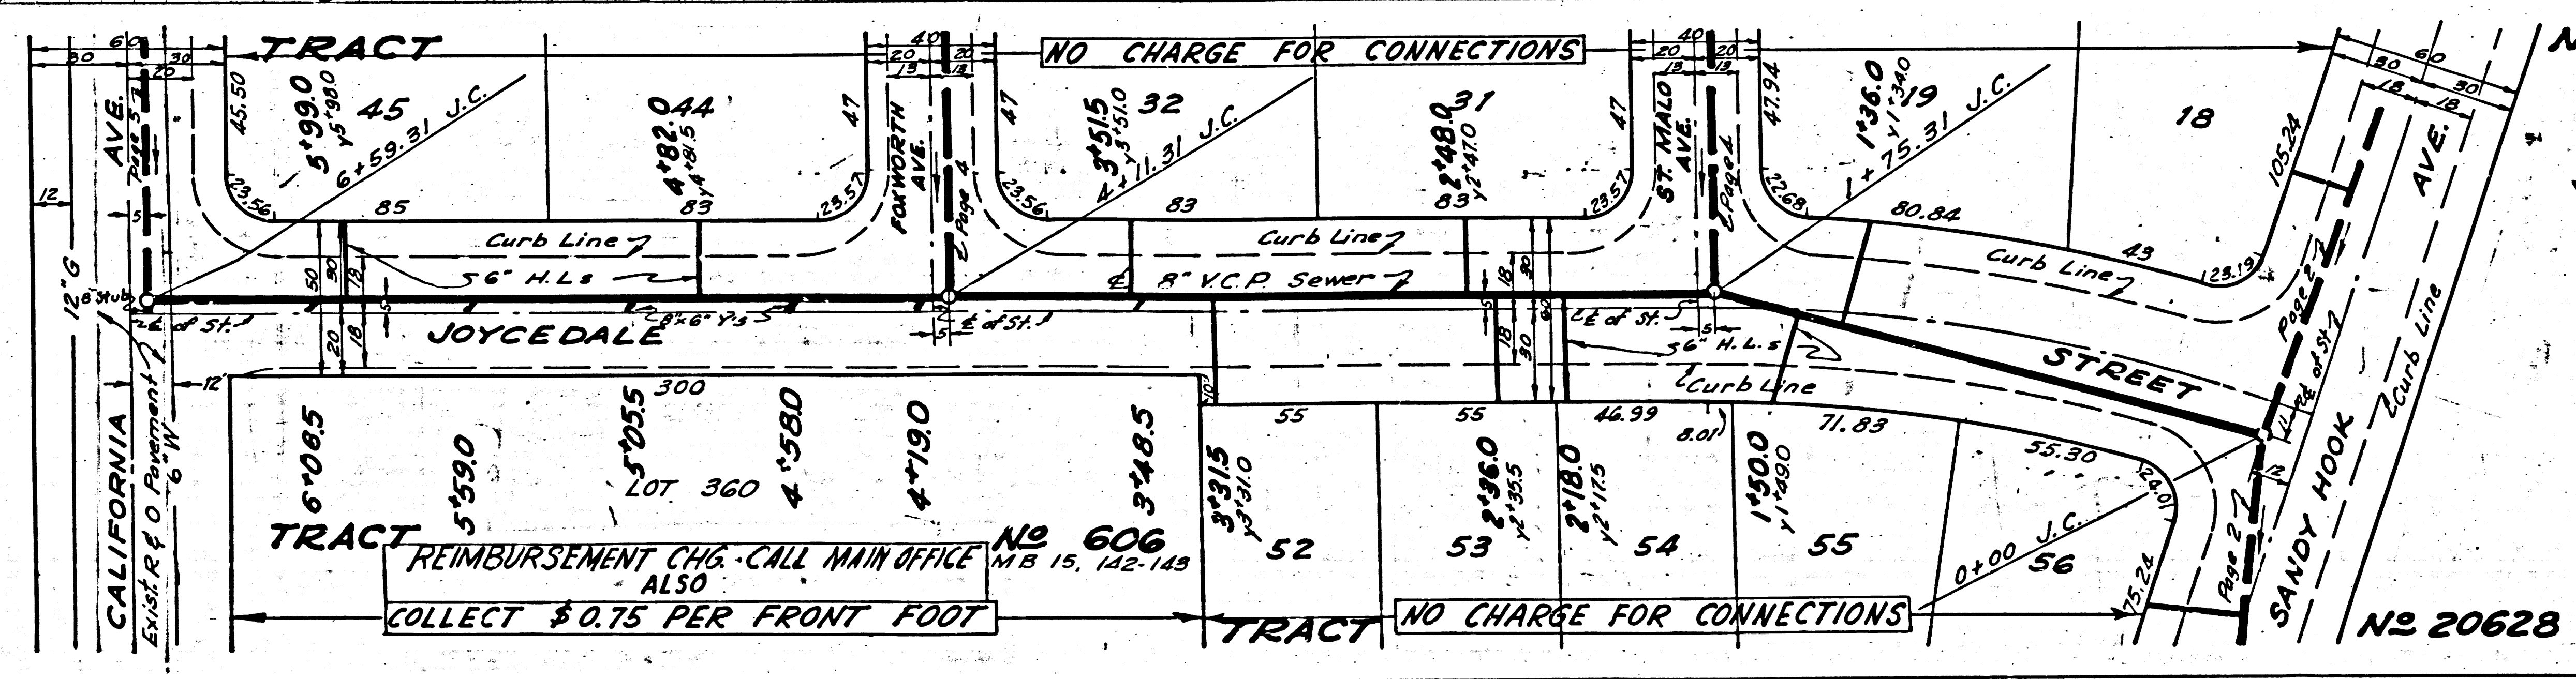 TRACT
NO CHARGE FOR CONNECTIONS
N
60
30
30
20
40
20
20
13
13
40
20
20
13
13
60
30
30
18
18
AVE.
Page 5
45.50
5+99.0
Y5+98.0
45
6+59.31 J.C.
4+82.0
Y4+81.5
44
47
FOXWORTH
AVE.
℄ Page 4
47
3+51.5
Y3+51.0
32
4+11.31 J.C.
2+48.0
Y2+47.0
31
47
ST. MALO
AVE.
℄ Page 4
47.94
1+36.0
Y1+34.0
19
1+75.31 J.C.
18
105.24
AVE.
12
5
23.56
85
83
23.57
23.56
83
83
23.57
22.68
80.84
43
23.19
Curb Line
Curb Line
Curb Line
Page 2
50
30
18
6" H.Ls
℄ 8" V.C.P. Sewer
18
30
60
12" G
8" Stub
℄ of St.
5
8"x6" Y's
℄ of St.
5
5
℄ of St.
5
JOYCEDALE
STREET
20
18
18
30
6" H.L.s
Curb Line
℄ of St.
11
Curb Line
12'
300
10
55
55
46.99
8.01
71.83
55.30
24.01
12
CALIFORNIA
Exist. R & O Pavement
6" W
6+08.5
5+59.0
5+05.5
4+58.0
4+19.0
3+48.5
3+31.5
Y3+31.0
2+36.0
Y2+35.5
2+18.0
Y2+17.5
1+50.0
Y1+49.0
LOT 360
TRACT
No 606
MB 15, 142-143
52
53
54
55
56
0+00 J.C.
75.24
Page 2
SANDY HOOK
REIMBURSEMENT CHG. CALL MAIN OFFICE
ALSO
COLLECT $0.75 PER FRONT FOOT
TRACT
NO CHARGE FOR CONNECTIONS
No 20628